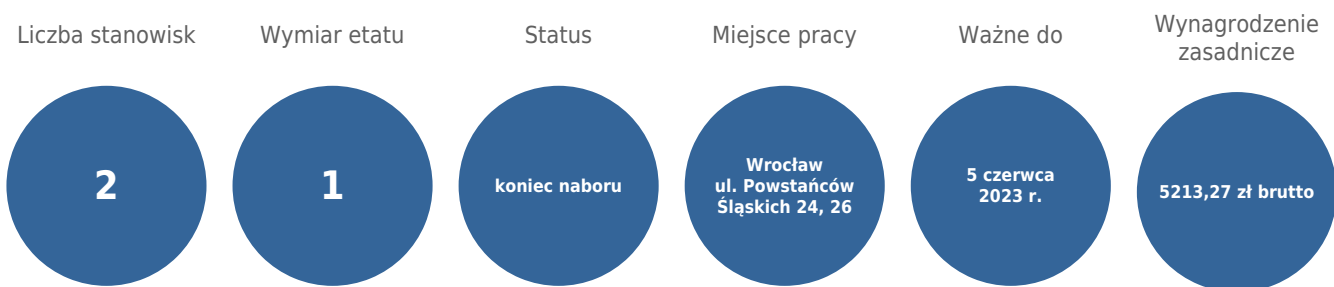 Liczba stanowisk
2
Wymiar etatu
1
Status
koniec naboru
Miejsce pracy
Wrocław
ul. Powstańców
Śląskich 24, 26
Ważne do
5 czerwca
2023 r.
Wynagrodzenie
zasadnicze
5213,27 zł brutto